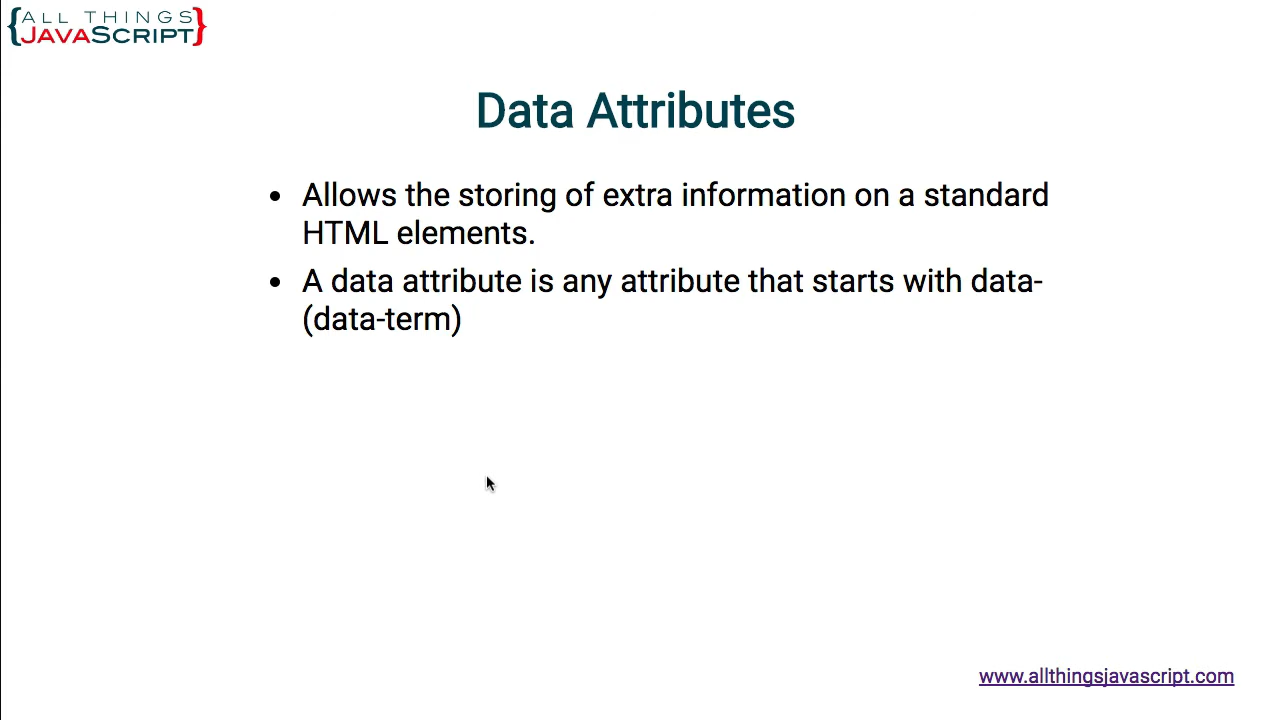 {ALL THINGS
JAVASCRIPT}
Data Attributes
• Allows the storing of extra information on a standard
HTML elements.
• A data attribute is any attribute that starts with data-
(data-term)
www.allthingsjavascript.com